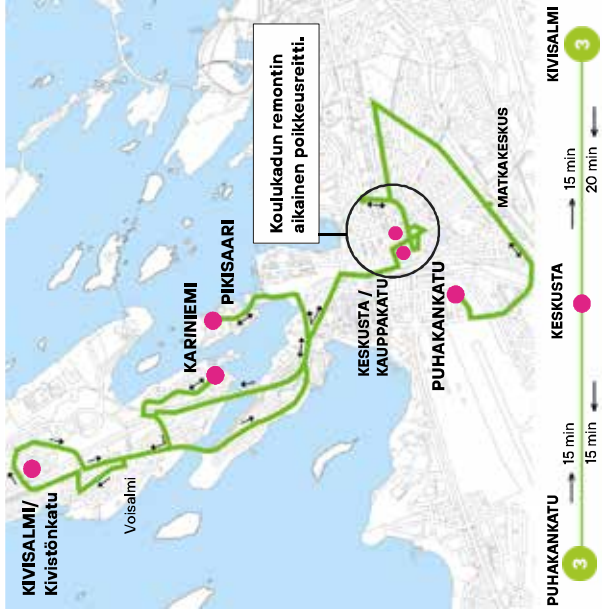 Koulukadun remontin
aikainen poikkeusreitti.
KIVISALMI/
Kivistönkatu
Voisalmi
KARINIEMI
PIKISAARI
KESKUSTA /
KAUPPAKATU
PUHAKANKATU
MATKAKESKUS
PUHAKANKATU
3
15 min
15 min
KESKUSTA
15 min
20 min
KIVISALMI
3